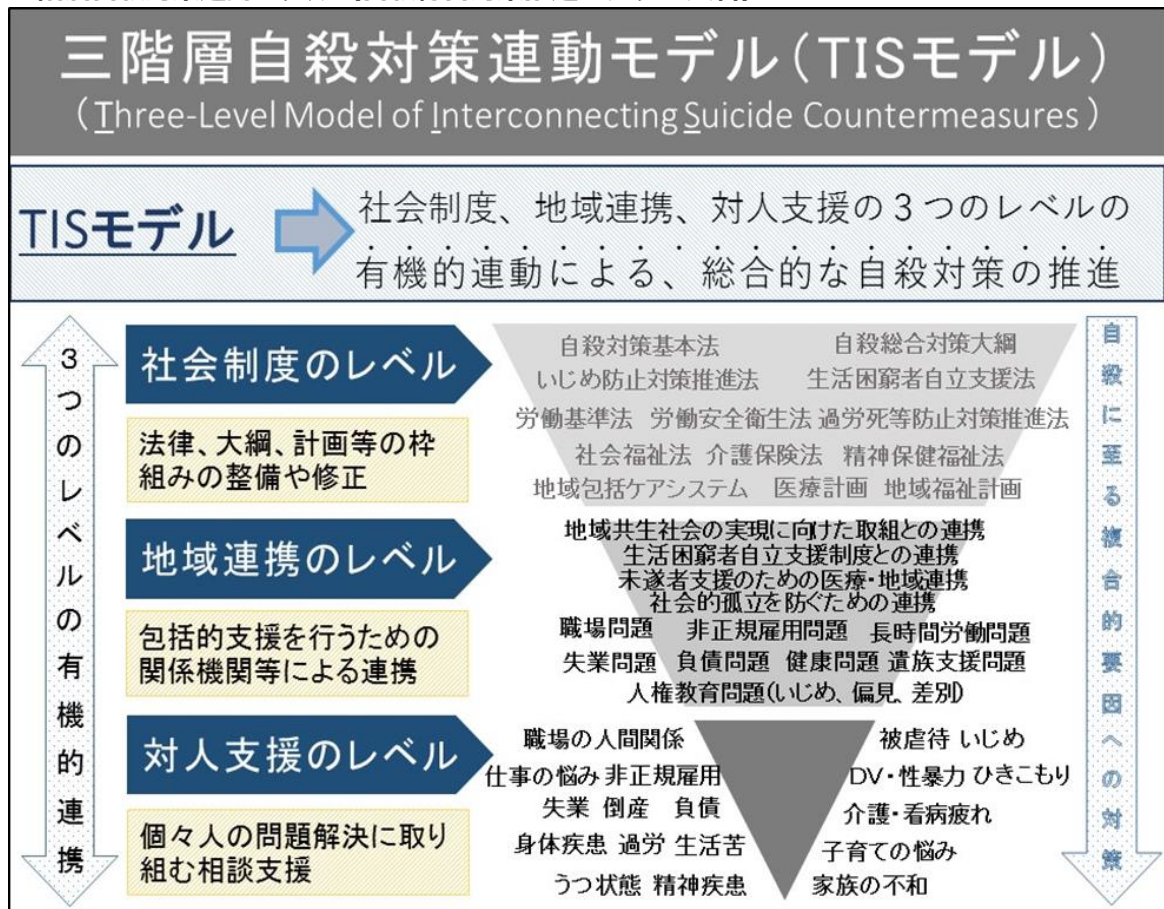 三階層自殺対策連動モデル(TISモデル)
(Three-Level Model of Interconnecting Suicide Countermeasures)
TISモデル
社会制度、地域連携、対人支援の3つのレベルの
有機的連動による、総合的な自殺対策の推進
3つのレベルの有機的連携
社会制度のレベル
法律、大綱、計画等の枠
組みの整備や修正
自殺対策基本法 自殺総合対策大綱
いじめ防止対策推進法 生活困窮者自立支援法
労働基準法 労働安全衛生法 過労死等防止対策推進法
社会福祉法 介護保険法 精神保健福祉法
地域包括ケアシステム 医療計画 地域福祉計画
地域連携のレベル
包括的支援を行うための
関係機関等による連携
地域共生社会の実現に向けた取組との連携
生活困窮者自立支援制度との連携
未遂者支援のための医療・地域連携
社会的孤立を防ぐための連携
職場問題 非正規雇用問題 長時間労働問題
失業問題 負債問題 健康問題 遺族支援問題
人権教育問題(いじめ、偏見、差別)
対人支援のレベル
個々人の問題解決に取り
組む相談支援
職場の人間関係 被虐待 いじめ
仕事の悩み 非正規雇用 DV・性暴力 ひきこもり
失業 倒産 負債 介護・看病疲れ
身体疾患 過労 生活苦 子育ての悩み
うつ状態 精神疾患 家族の不和
自殺に至る複合的要因への対策